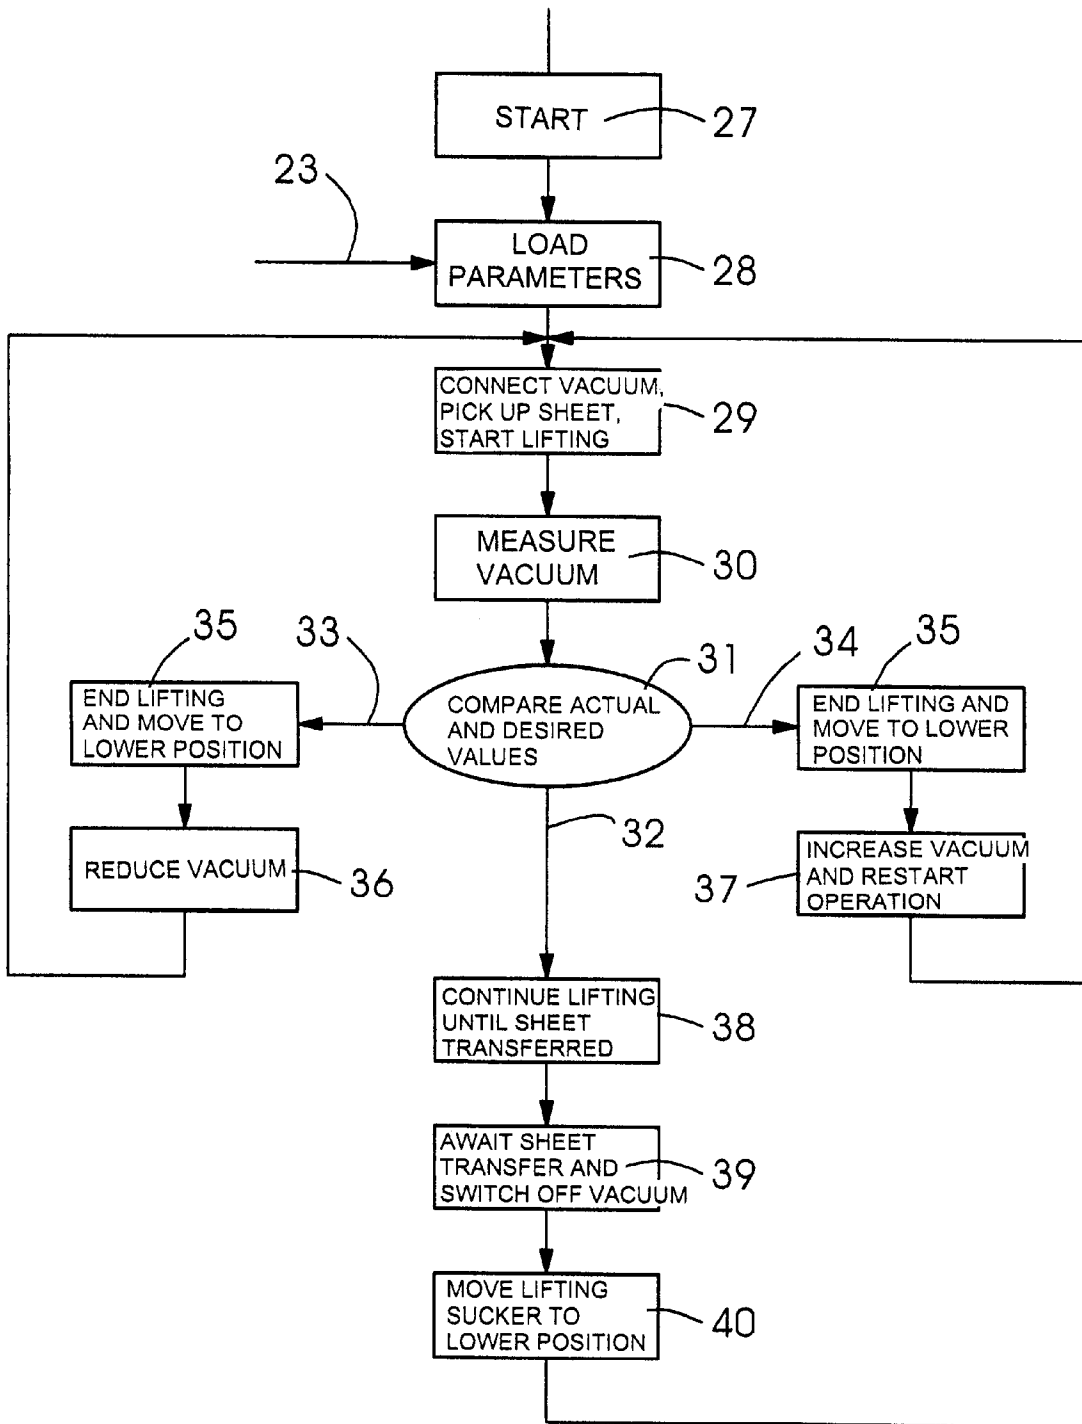 START
27
23
LOAD
PARAMETERS
28
CONNECT VACUUM,
PICK UP SHEET,
START LIFTING
29
MEASURE
VACUUM
30
35
33
31
34
35
END LIFTING
AND MOVE TO
LOWER POSITION
COMPARE ACTUAL
AND DESIRED
VALUES
END LIFTING AND
MOVE TO LOWER
POSITION
32
REDUCE VACUUM
36
37
INCREASE VACUUM
AND RESTART
OPERATION
CONTINUE LIFTING
UNTIL SHEET
TRANSFERRED
38
AWAIT SHEET
TRANSFER AND
SWITCH OFF VACUUM
39
MOVE LIFTING
SUCKER TO
LOWER POSITION
40